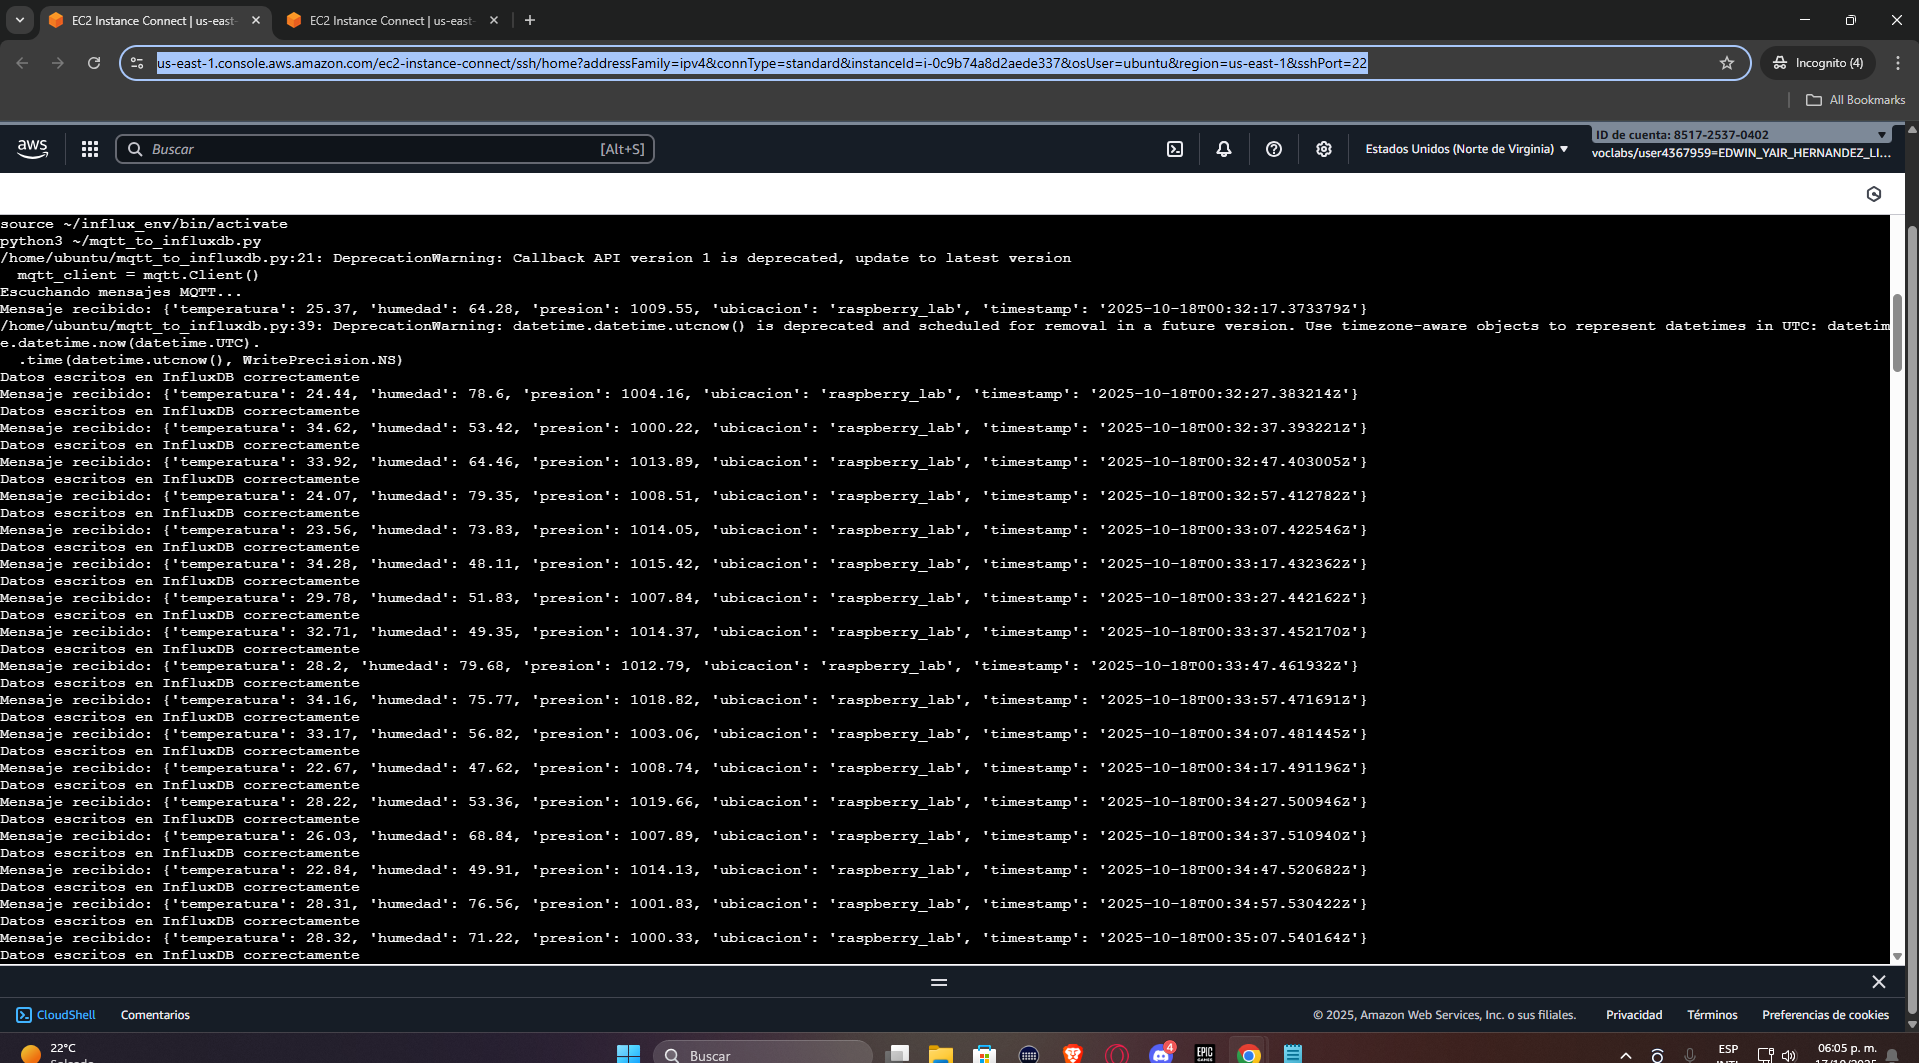 EC2 Instance Connect | us-east-
EC2 Instance Connect | us-east-
us-east-1.console.aws.amazon.com/ec2-instance-connect/ssh/home?addressFamily=ipv4&connType=standard&instanceId=i-0c9b74a8d2aede337&osUser=ubuntu&region=us-east-1&sshPort=22
Incognito (4)
All Bookmarks
aws
Buscar
[Alt+S]
Estados Unidos (Norte de Virginia)
ID de cuenta: 8517-2537-0402
voclabs/user4367959=EDWIN_YAIR_HERNANDEZ_LI...
source ~/influx_env/bin/activate
python3 ~/mqtt_to_influxdb.py
/home/ubuntu/mqtt_to_influxdb.py:21: DeprecationWarning: Callback API version 1 is deprecated, update to latest version
  mqtt_client = mqtt.Client()
Escuchando mensajes MQTT...
Mensaje recibido: {'temperatura': 25.37, 'humedad': 64.28, 'presion': 1009.55, 'ubicacion': 'raspberry_lab', 'timestamp': '2025-10-18T00:32:17.373379Z'}
/home/ubuntu/mqtt_to_influxdb.py:39: DeprecationWarning: datetime.datetime.utcnow() is deprecated and scheduled for removal in a future version. Use timezone-aware objects to represent datetimes in UTC: datetim
e.datetime.now(datetime.UTC).
  .time(datetime.utcnow(), WritePrecision.NS)
Datos escritos en InfluxDB correctamente
Mensaje recibido: {'temperatura': 24.44, 'humedad': 78.6, 'presion': 1004.16, 'ubicacion': 'raspberry_lab', 'timestamp': '2025-10-18T00:32:27.383214Z'}
Datos escritos en InfluxDB correctamente
Mensaje recibido: {'temperatura': 34.62, 'humedad': 53.42, 'presion': 1000.22, 'ubicacion': 'raspberry_lab', 'timestamp': '2025-10-18T00:32:37.393221Z'}
Datos escritos en InfluxDB correctamente
Mensaje recibido: {'temperatura': 33.92, 'humedad': 64.46, 'presion': 1013.89, 'ubicacion': 'raspberry_lab', 'timestamp': '2025-10-18T00:32:47.403005Z'}
Datos escritos en InfluxDB correctamente
Mensaje recibido: {'temperatura': 24.07, 'humedad': 79.35, 'presion': 1008.51, 'ubicacion': 'raspberry_lab', 'timestamp': '2025-10-18T00:32:57.412782Z'}
Datos escritos en InfluxDB correctamente
Mensaje recibido: {'temperatura': 23.56, 'humedad': 73.83, 'presion': 1014.05, 'ubicacion': 'raspberry_lab', 'timestamp': '2025-10-18T00:33:07.422546Z'}
Datos escritos en InfluxDB correctamente
Mensaje recibido: {'temperatura': 34.28, 'humedad': 48.11, 'presion': 1015.42, 'ubicacion': 'raspberry_lab', 'timestamp': '2025-10-18T00:33:17.432362Z'}
Datos escritos en InfluxDB correctamente
Mensaje recibido: {'temperatura': 29.78, 'humedad': 51.83, 'presion': 1007.84, 'ubicacion': 'raspberry_lab', 'timestamp': '2025-10-18T00:33:27.442162Z'}
Datos escritos en InfluxDB correctamente
Mensaje recibido: {'temperatura': 32.71, 'humedad': 49.35, 'presion': 1014.37, 'ubicacion': 'raspberry_lab', 'timestamp': '2025-10-18T00:33:37.452170Z'}
Datos escritos en InfluxDB correctamente
Mensaje recibido: {'temperatura': 28.2, 'humedad': 79.68, 'presion': 1012.79, 'ubicacion': 'raspberry_lab', 'timestamp': '2025-10-18T00:33:47.461932Z'}
Datos escritos en InfluxDB correctamente
Mensaje recibido: {'temperatura': 34.16, 'humedad': 75.77, 'presion': 1018.82, 'ubicacion': 'raspberry_lab', 'timestamp': '2025-10-18T00:33:57.471691Z'}
Datos escritos en InfluxDB correctamente
Mensaje recibido: {'temperatura': 33.17, 'humedad': 56.82, 'presion': 1003.06, 'ubicacion': 'raspberry_lab', 'timestamp': '2025-10-18T00:34:07.481445Z'}
Datos escritos en InfluxDB correctamente
Mensaje recibido: {'temperatura': 22.67, 'humedad': 47.62, 'presion': 1008.74, 'ubicacion': 'raspberry_lab', 'timestamp': '2025-10-18T00:34:17.491196Z'}
Datos escritos en InfluxDB correctamente
Mensaje recibido: {'temperatura': 28.22, 'humedad': 53.36, 'presion': 1019.66, 'ubicacion': 'raspberry_lab', 'timestamp': '2025-10-18T00:34:27.500946Z'}
Datos escritos en InfluxDB correctamente
Mensaje recibido: {'temperatura': 26.03, 'humedad': 68.84, 'presion': 1007.89, 'ubicacion': 'raspberry_lab', 'timestamp': '2025-10-18T00:34:37.510940Z'}
Datos escritos en InfluxDB correctamente
Mensaje recibido: {'temperatura': 22.84, 'humedad': 49.91, 'presion': 1014.13, 'ubicacion': 'raspberry_lab', 'timestamp': '2025-10-18T00:34:47.520682Z'}
Datos escritos en InfluxDB correctamente
Mensaje recibido: {'temperatura': 28.31, 'humedad': 76.56, 'presion': 1001.83, 'ubicacion': 'raspberry_lab', 'timestamp': '2025-10-18T00:34:57.530422Z'}
Datos escritos en InfluxDB correctamente
Mensaje recibido: {'temperatura': 28.32, 'humedad': 71.22, 'presion': 1000.33, 'ubicacion': 'raspberry_lab', 'timestamp': '2025-10-18T00:35:07.540164Z'}
Datos escritos en InfluxDB correctamente
CloudShell
Comentarios
© 2025, Amazon Web Services, Inc. o sus filiales.
Privacidad
Términos
Preferencias de cookies
22°C
Buscar
4
EPIC
ESP
06:05 p. m.